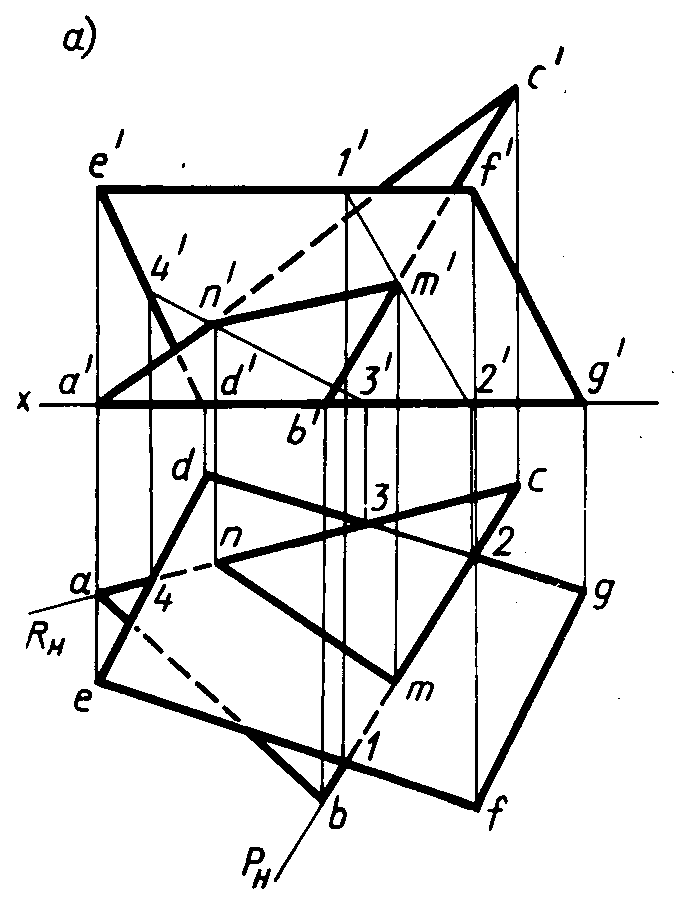 а)
c'
e' 1' f'
4' n' m'
a' d' 3' 2' g'
x b'
d 3 c
n 2
a 4 g
R_H
e m
1
b f
P_H